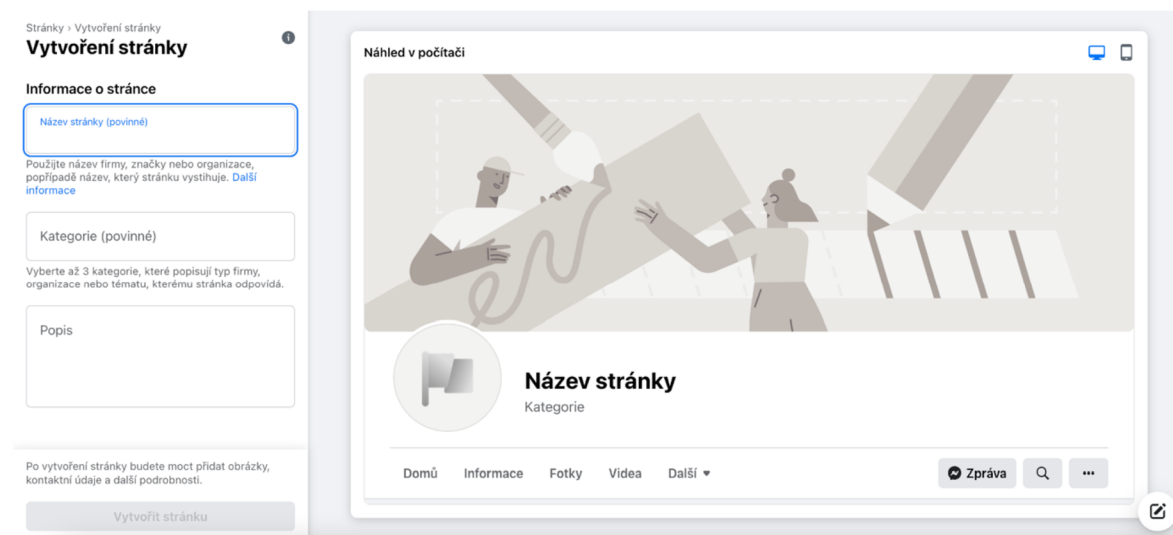 Stránky › Vytvoření stránky
Vytvoření stránky
Informace o stránce
Název stránky (povinné)
Použijte název firmy, značky nebo organizace,
popřípadě název, který stránku vystihuje. Další
informace
Kategorie (povinné)
Vyberte až 3 kategorie, které popisují typ firmy,
organizace nebo tématu, kterému stránka odpovídá.
Popis
Po vytvoření stránky budete moct přidat obrázky,
kontaktní údaje a další podrobnosti.
Vytvořit stránku
Náhled v počítači
Název stránky
Kategorie
Domů Informace Fotky Videa Další Zpráva